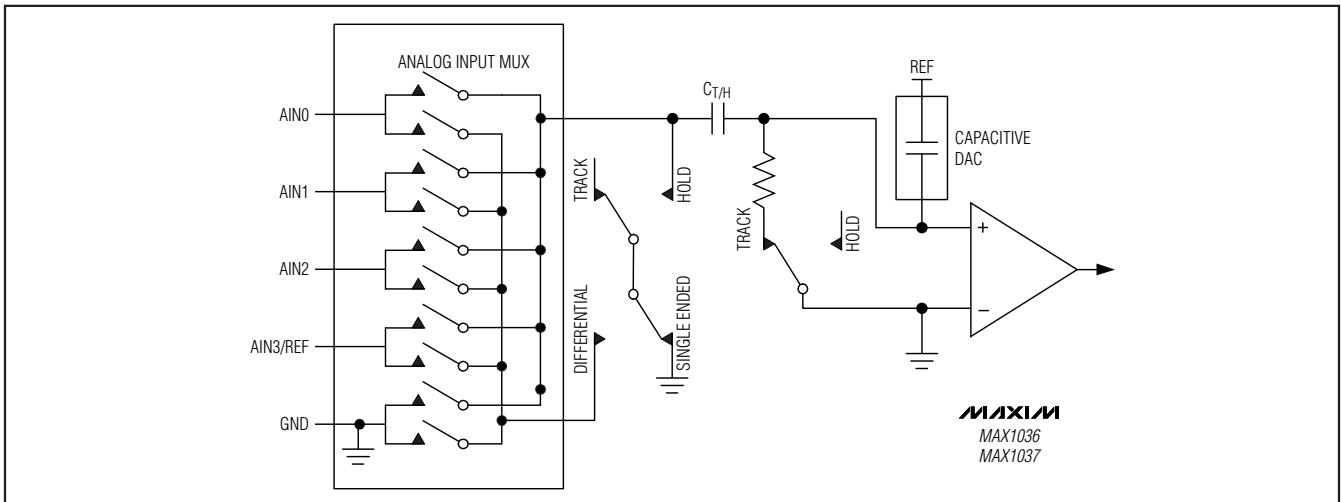 ANALOG INPUT MUX
AIN0
AIN1
AIN2
AIN3/REF
GND
TRACK
HOLD
DIFFERENTIAL
SINGLE ENDED
CT/H
TRACK
HOLD
REF
CAPACITIVE
DAC
+
−
MAXIM
MAX1036
MAX1037